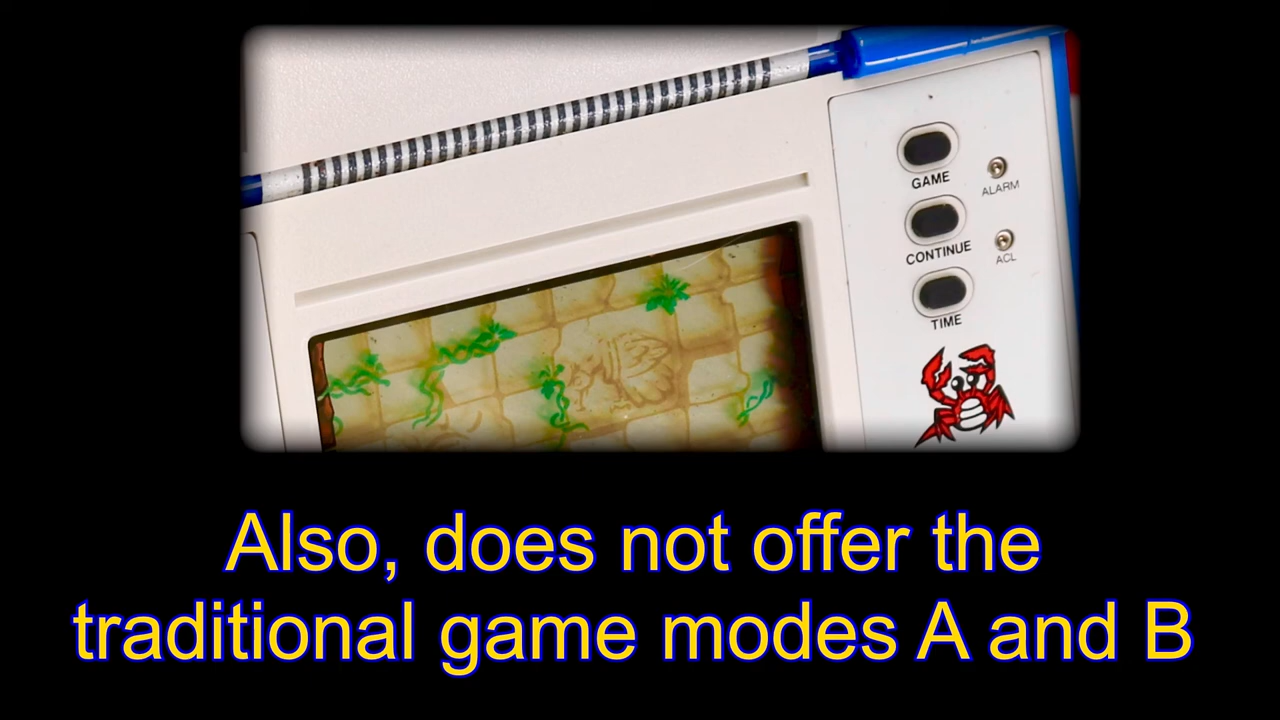 GAME
ALARM
CONTINUE
ACL
TIME
Also, does not offer the
traditional game modes A and B